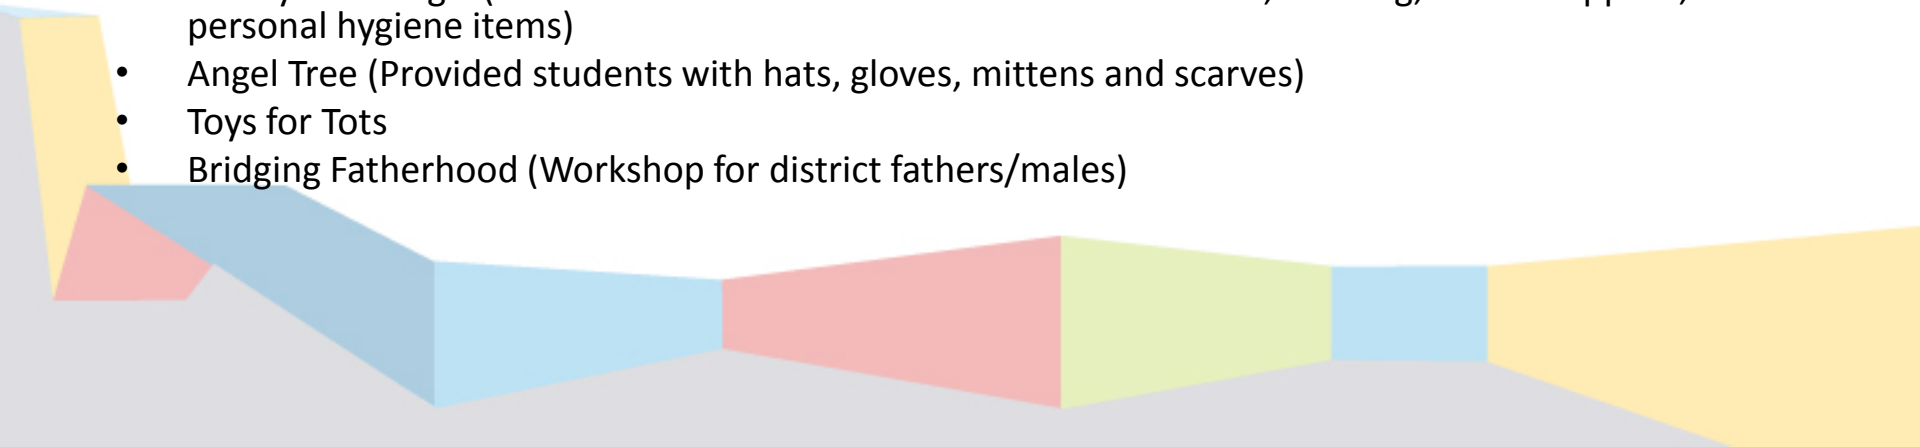 personal hygiene items)
• Angel Tree (Provided students with hats, gloves, mittens and scarves)
• Toys for Tots
• Bridging Fatherhood (Workshop for district fathers/males)